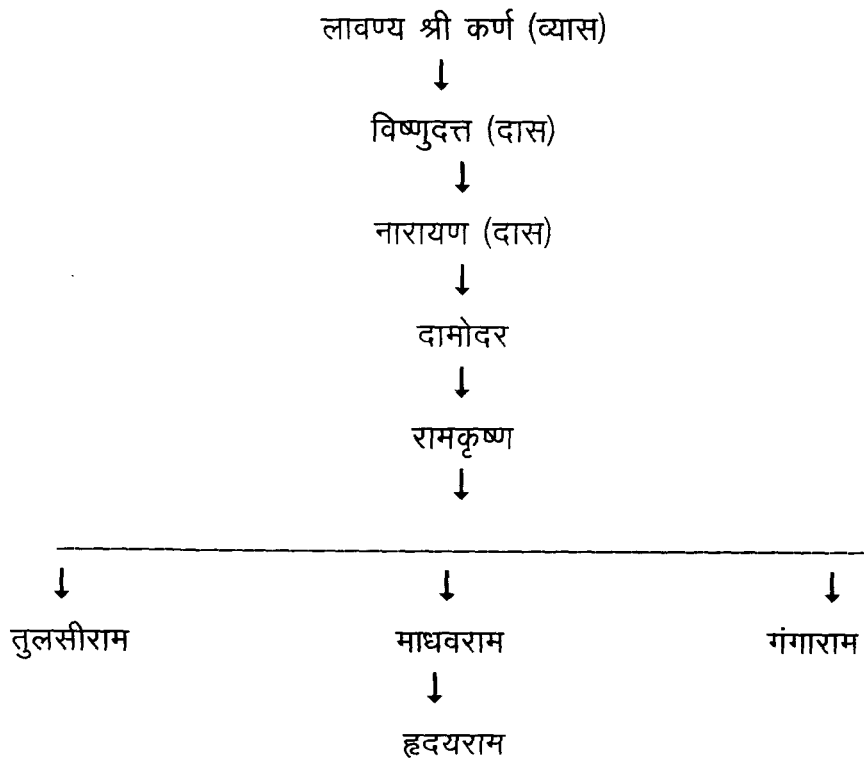 लावण्य श्री कर्ण (व्यास)
विष्णुदत्त (दास)
नारायण (दास)
दामोदर
रामकृष्ण
तुलसीराम माधवराम गंगाराम
हृदयराम